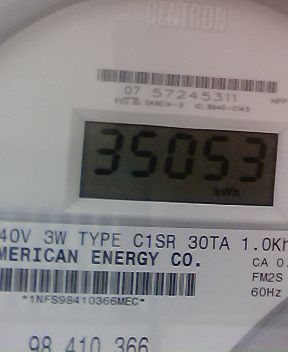 CENTRON
07 57245311
35053
kWh
40V 3W TYPE C1SR 30TA 1.0Kh
MERICAN ENERGY CO.
CA 0.
FM2S
60Hz
*1NFS98410366MEC*
98 410 366